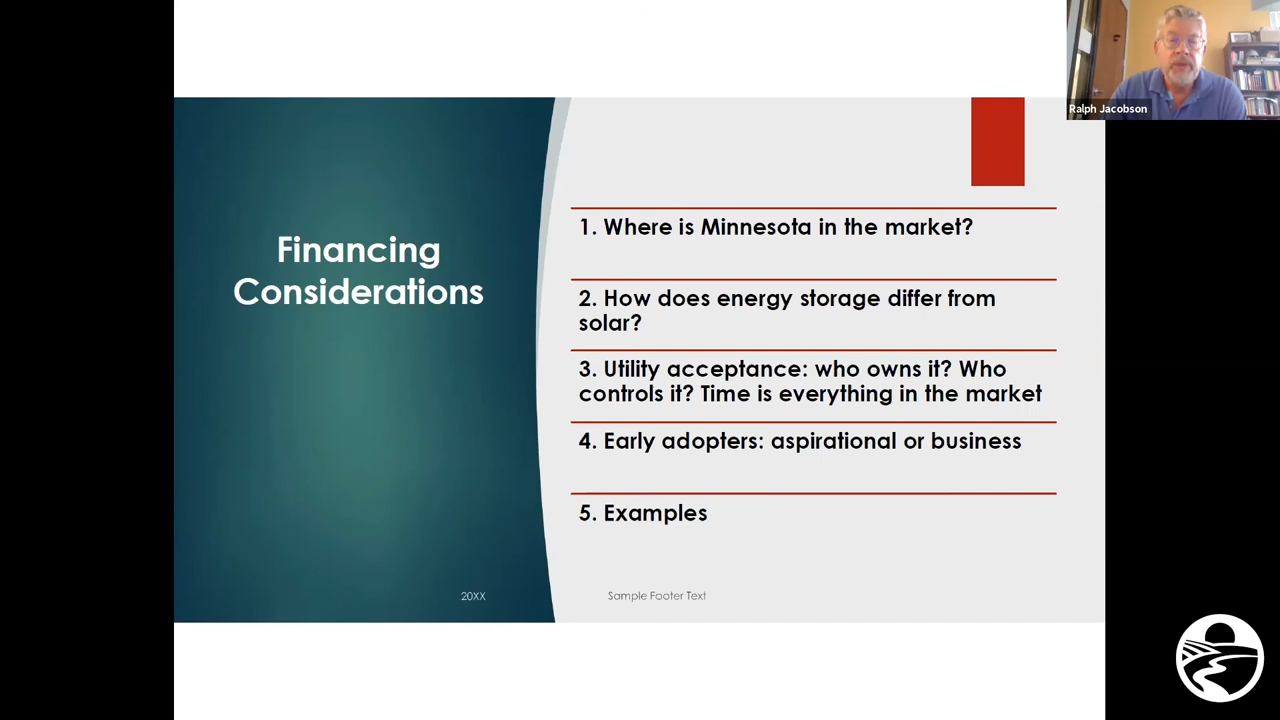 Ralph Jacobson
Financing
Considerations
1. Where is Minnesota in the market?
2. How does energy storage differ from
solar?
3. Utility acceptance: who owns it? Who
controls it? Time is everything in the market
4. Early adopters: aspirational or business
5. Examples
20XX
Sample Footer Text